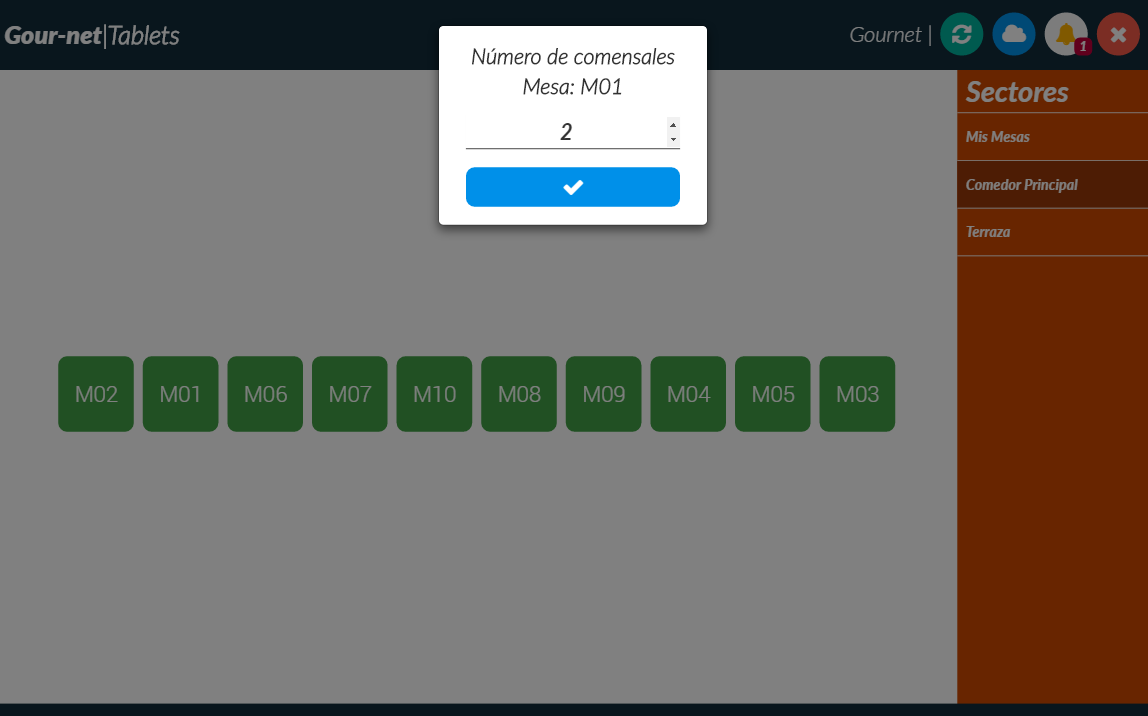 Gour-net|Tablets
Gournet |
1
Número de comensales
Mesa: M01
2
Sectores
Mis Mesas
Comedor Principal
Terraza
M02 M01 M06 M07 M10 M08 M09 M04 M05 M03